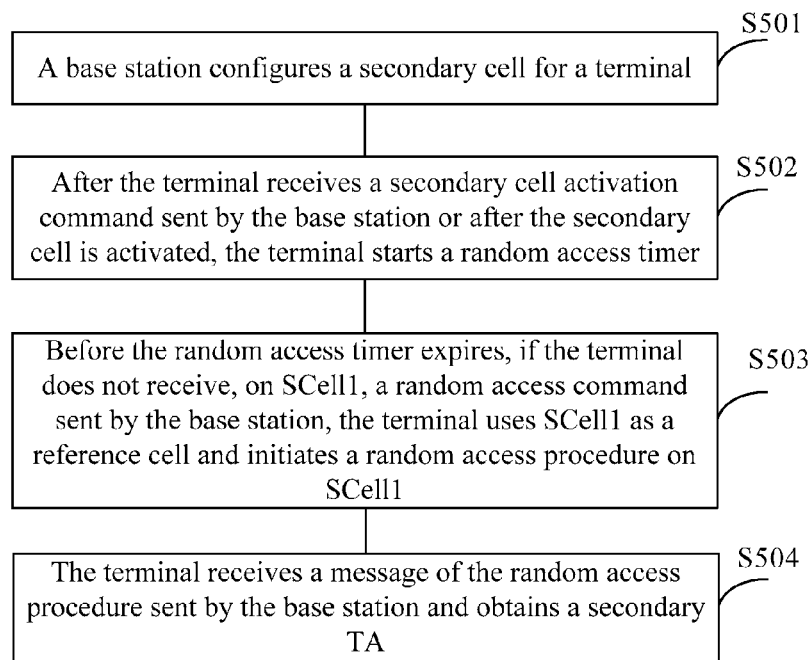 S501
A base station configures a secondary cell for a terminal
S502
After the terminal receives a secondary cell activation
command sent by the base station or after the secondary
cell is activated, the terminal starts a random access timer
S503
Before the random access timer expires, if the terminal
does not receive, on SCell1, a random access command
sent by the base station, the terminal uses SCell1 as a
reference cell and initiates a random access procedure on
SCell1
S504
The terminal receives a message of the random access
procedure sent by the base station and obtains a secondary
TA